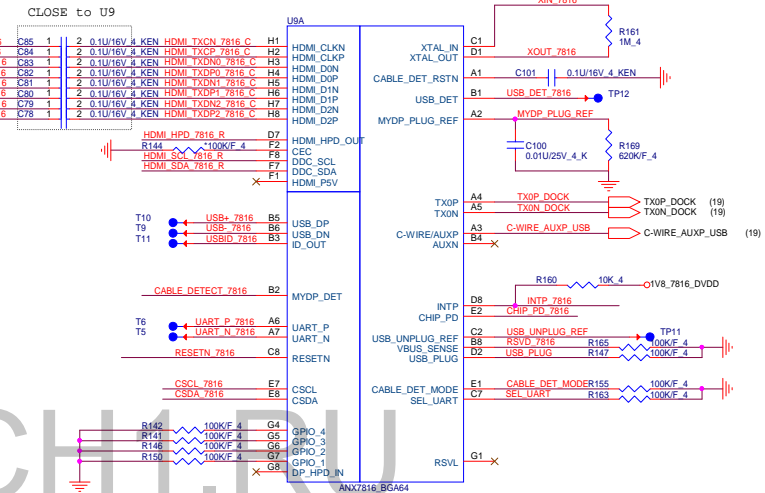 CLOSE to U9
U9A
C85 1 2 0.1U/16V_4_KEN HDMI_TXCN_7816_C H1 HDMI_CLKN
C84 1 2 0.1U/16V_4_KEN HDMI_TXCP_7816_C H2 HDMI_CLKP
6 C83 1 2 0.1U/16V_4_KEN HDMI_TXDN0_7816_C H3 HDMI_D0N
6 C82 1 2 0.1U/16V_4_KEN HDMI_TXDP0_7816_C H4 HDMI_D0P
6 C81 1 2 0.1U/16V_4_KEN HDMI_TXDN1_7816_C H5 HDMI_D1N
6 C80 1 2 0.1U/16V_4_KEN HDMI_TXDP1_7816_C H6 HDMI_D1P
6 C79 1 2 0.1U/16V_4_KEN HDMI_TXDN2_7816_C H7 HDMI_D2N
6 C78 1 2 0.1U/16V_4_KEN HDMI_TXDP2_7816_C H8 HDMI_D2P
HDMI_HPD_7816_R D7 HDMI_HPD_OUT
R144 *100K/F_4 F2 CEC
HDMI_SCL_7816_R F8 DDC_SCL
HDMI_SDA_7816_R F7 DDC_SDA
F1 HDMI_P5V
T10 USB+_7816 B5 USB_DP
T9 USB-_7816 B6 USB_DN
T11 USBID_7816 B3 ID_OUT
CABLE_DETECT_7816 B2 MYDP_DET
T6 UART_P_7816 A6 UART_P
T5 UART_N_7816 A7 UART_N
RESETN_7816 C8 RESETN
CSCL_7816 E7 CSCL
CSDA_7816 E8 CSDA
R142 100K/F_4 G4 GPIO_4
R141 100K/F_4 G5 GPIO_3
R146 100K/F_4 G6 GPIO_2
R150 100K/F_4 G7 GPIO_1
G8 DP_HPD_IN
XIN_7816
XTAL_IN C1
R161
1M_4
XTAL_OUT D1 XOUT_7816
CABLE_DET_RSTN A1 C101 0.1U/16V_4_KEN
USB_DET B1 USB_DET_7816 TP12
MYDP_PLUG_REF A2 MYDP_PLUG_REF
C100
0.01U/25V_4_K
R169
620K/F_4
TX0P A4 TX0P_DOCK TX0P_DOCK (19)
TX0N A5 TX0N_DOCK TX0N_DOCK (19)
C-WIRE/AUXP A3 C-WIRE_AUXP C-WIRE_AUXP_USB (19)
AUXN B4
R160 10K_4 1V8_7816_DVDD
INTP D8 INTP_7816
CHIP_PD E2 CHIP_PD_7816
USB_UNPLUG_REF C2 USB_UNPLUG_REF TP11
VBUS_SENSE B8 RSVD_7816 R165 100K/F_4
USB_PLUG D2 USB_PLUG R147 100K/F_4
CABLE_DET_MODE E1 CABLE_DET_MODE R155 100K/F_4
SEL_UART C7 SEL_UART R163 100K/F_4
RSVL G1
ANX7816_BGA64
CH1.RU